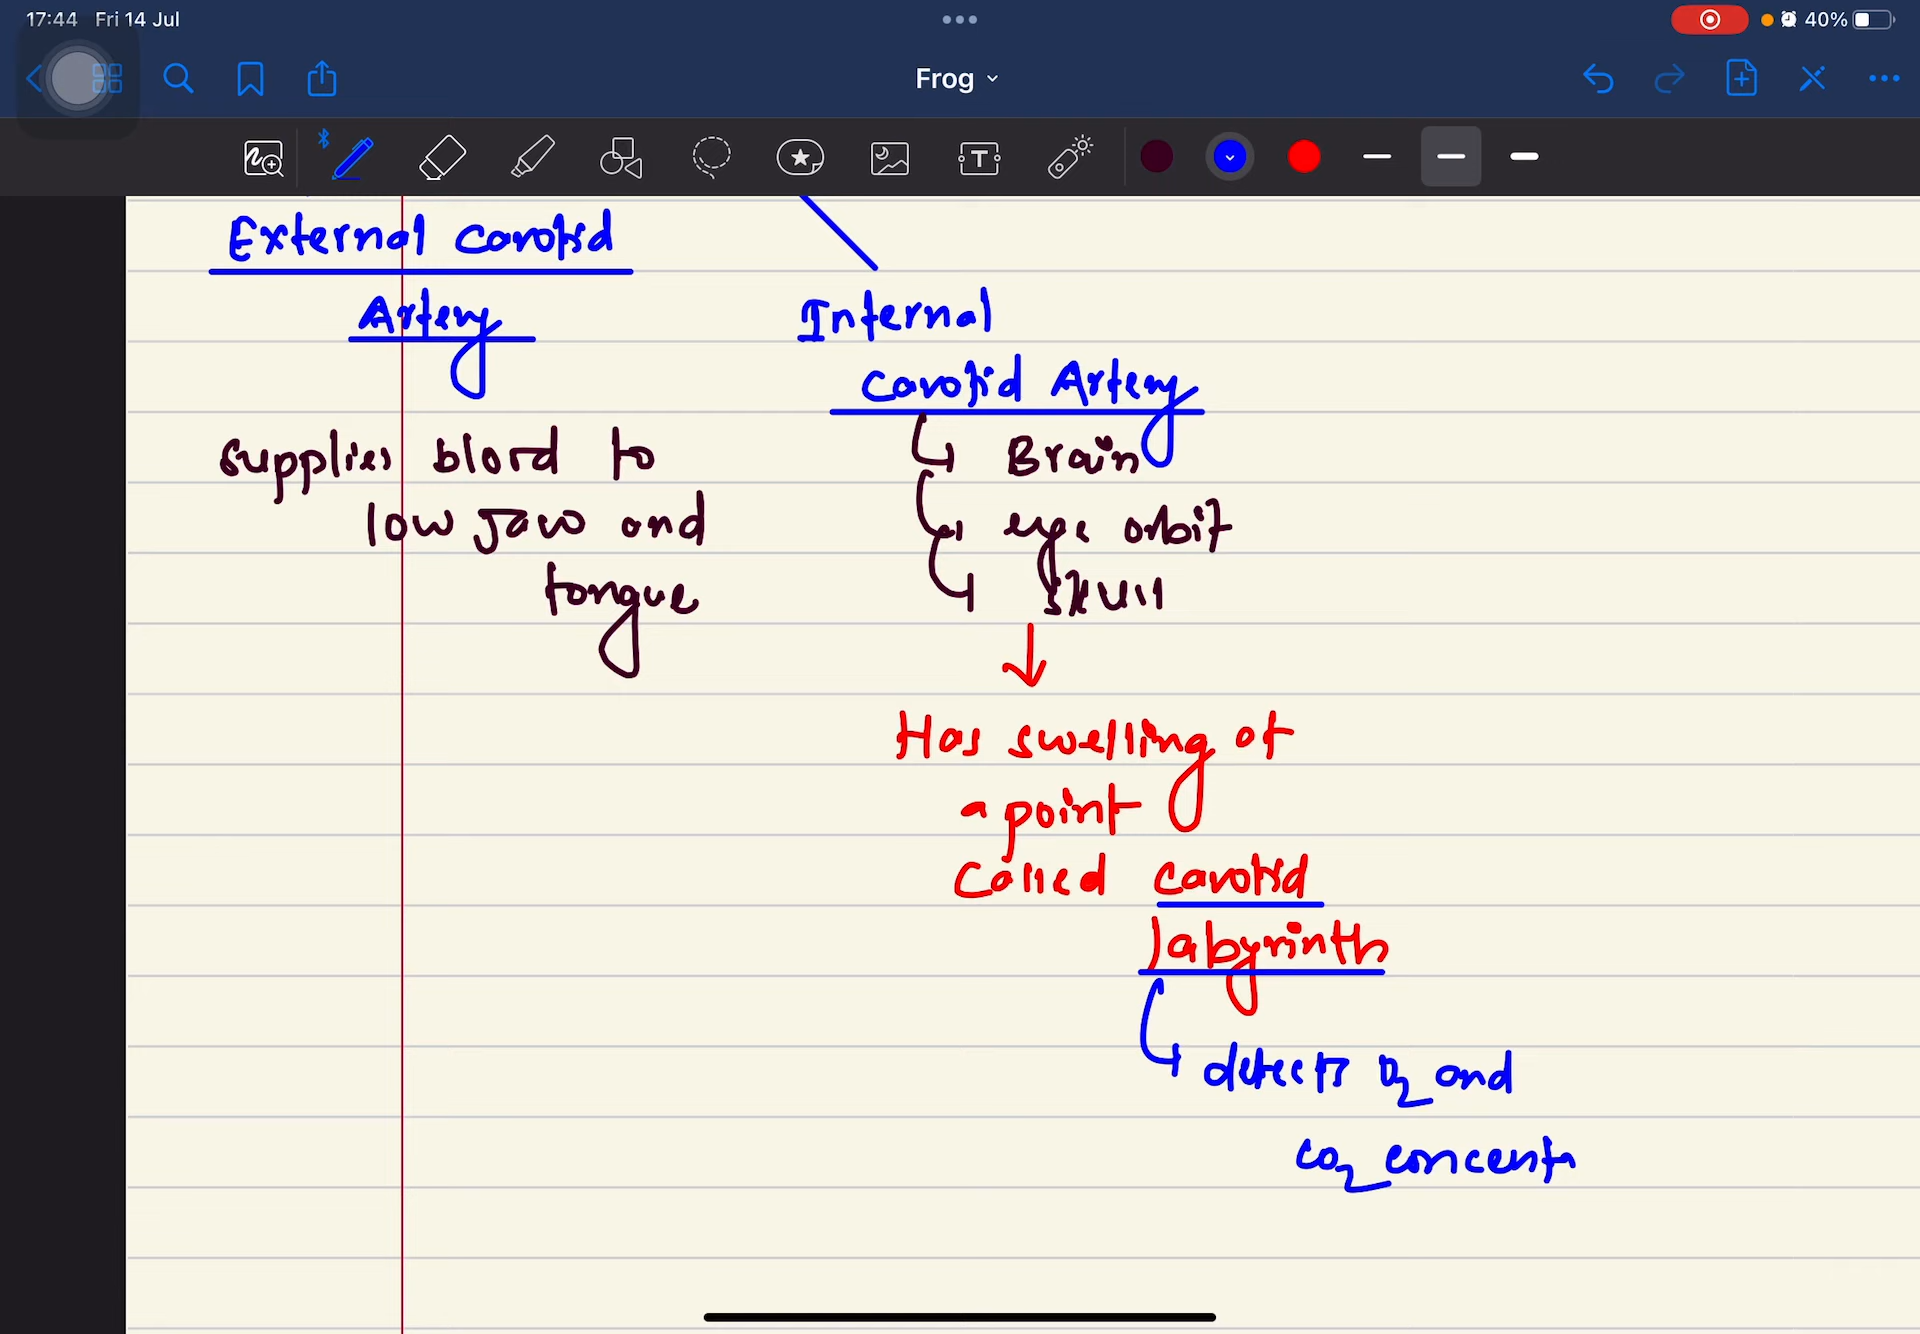 17:44 Fri 14 Jul
40%
Frog
T
External carotid
Artery
supplies blood to
low jaw and
tongue
Internal
Carotid Artery
Brain
eye orbit
skull
Has swelling at
a point
Called carotid
labyrinth
detects O2 and
CO2 concentr